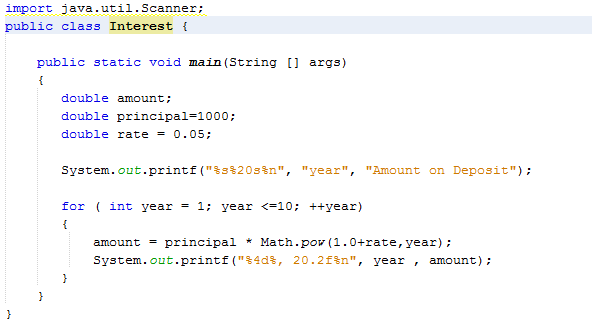 import java.util.Scanner;
public class Interest {
public static void main(String [] args)
{
double amount;
double principal=1000;
double rate = 0.05;
System.out.printf("%s%20s%n", "year", "Amount on Deposit");
for ( int year = 1; year <=10; ++year)
{
amount = principal * Math.pow(1.0+rate,year);
System.out.printf("%4d%, 20.2f%n", year , amount);
}
}
}